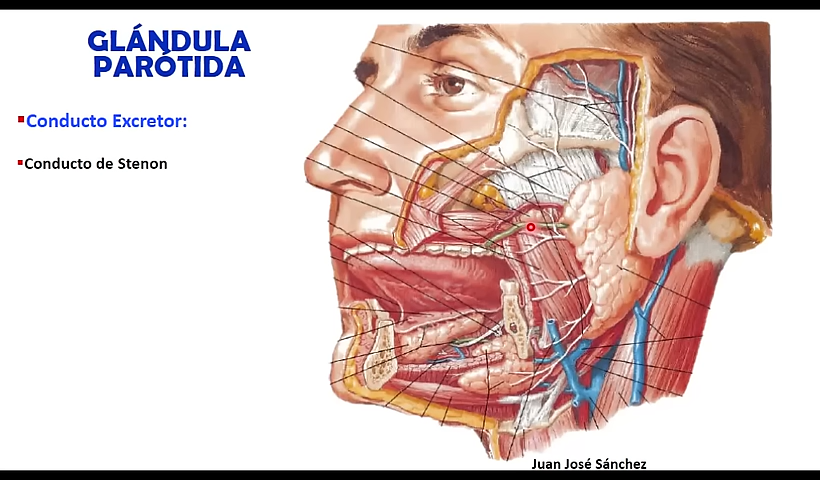 GLÁNDULA
PARÓTIDA
Conducto Excretor:
Conducto de Stenon
Juan José Sánchez